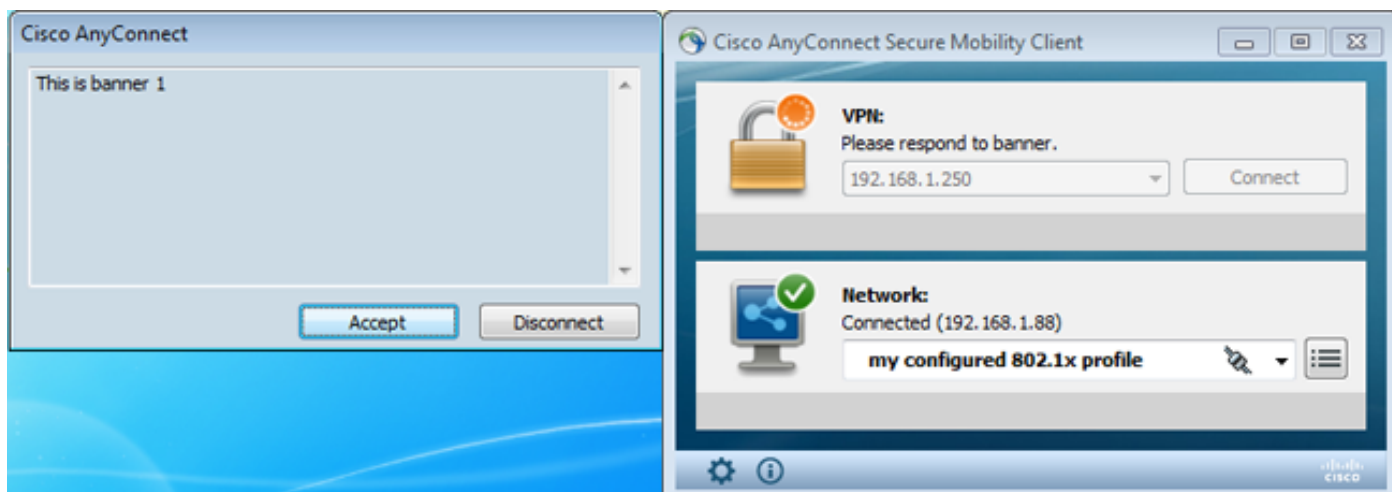 Cisco AnyConnect
This is banner 1
Accept
Disconnect
Cisco AnyConnect Secure Mobility Client
VPN:
Please respond to banner.
192.168.1.250
Connect
Network:
Connected (192.168.1.88)
my configured 802.1x profile
CISCO